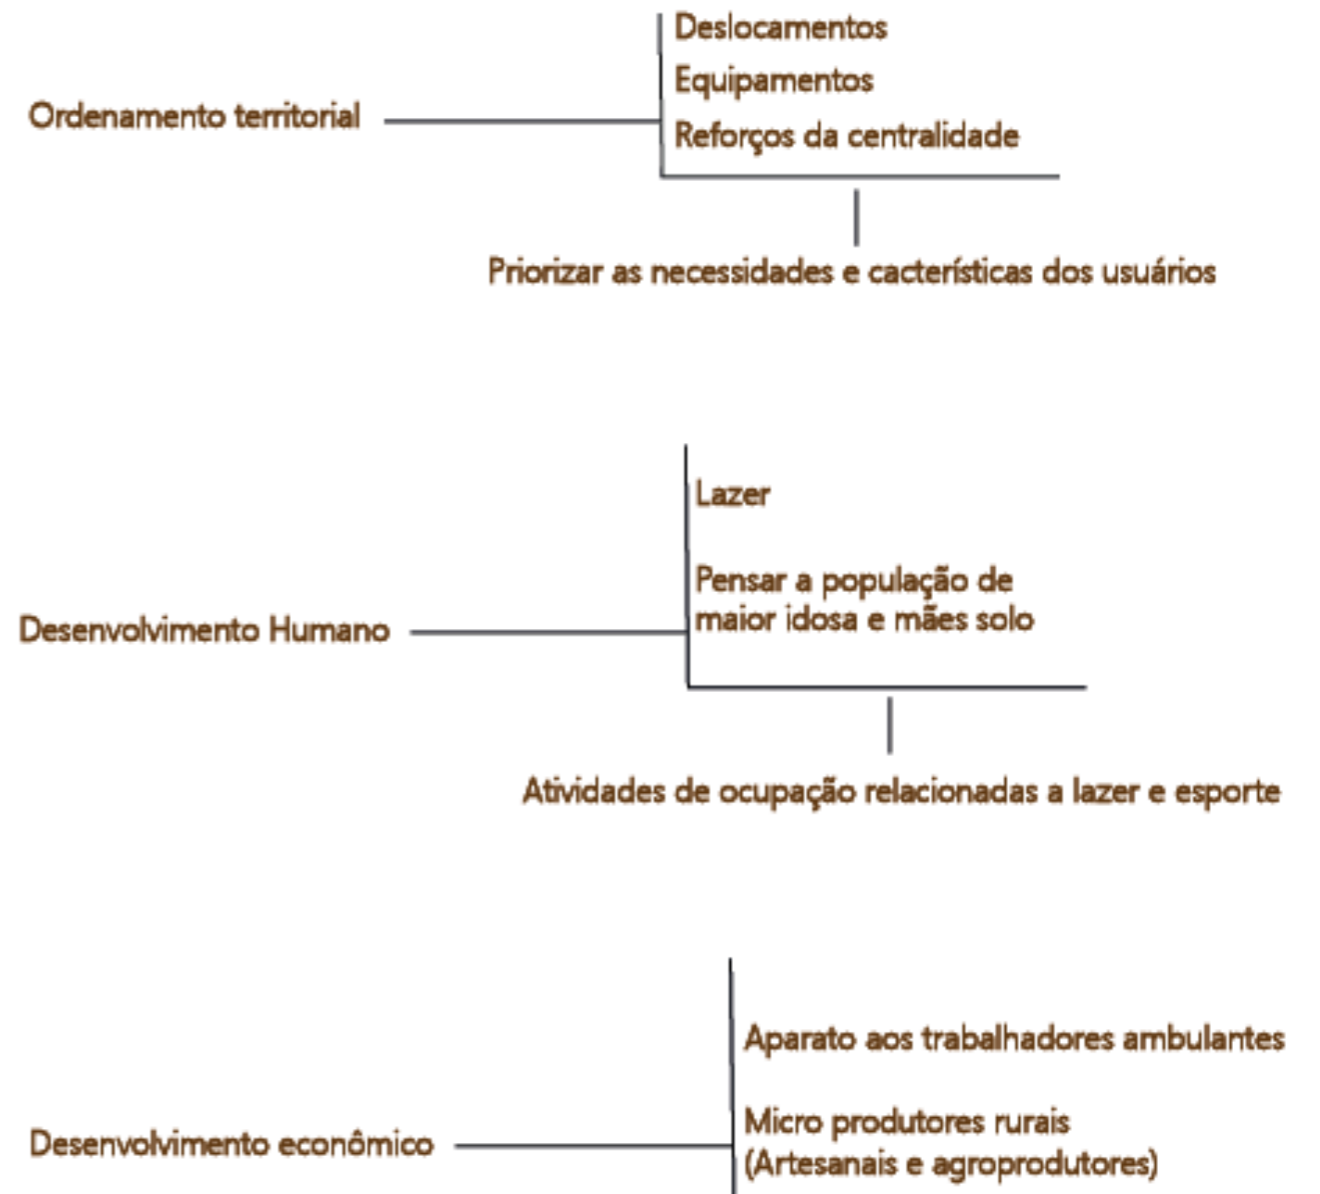 Deslocamentos
Equipamentos
Ordenamento territorial
Reforços da centralidade
Priorizar as necessidades e cacterísticas dos usuários
Lazer
Pensar a população de
maior idosa e mães solo
Desenvolvimento Humano
Atividades de ocupação relacionadas a lazer e esporte
Aparato aos trabalhadores ambulantes
Micro produtores rurais
(Artesanais e agroprodutores)
Desenvolvimento econômico